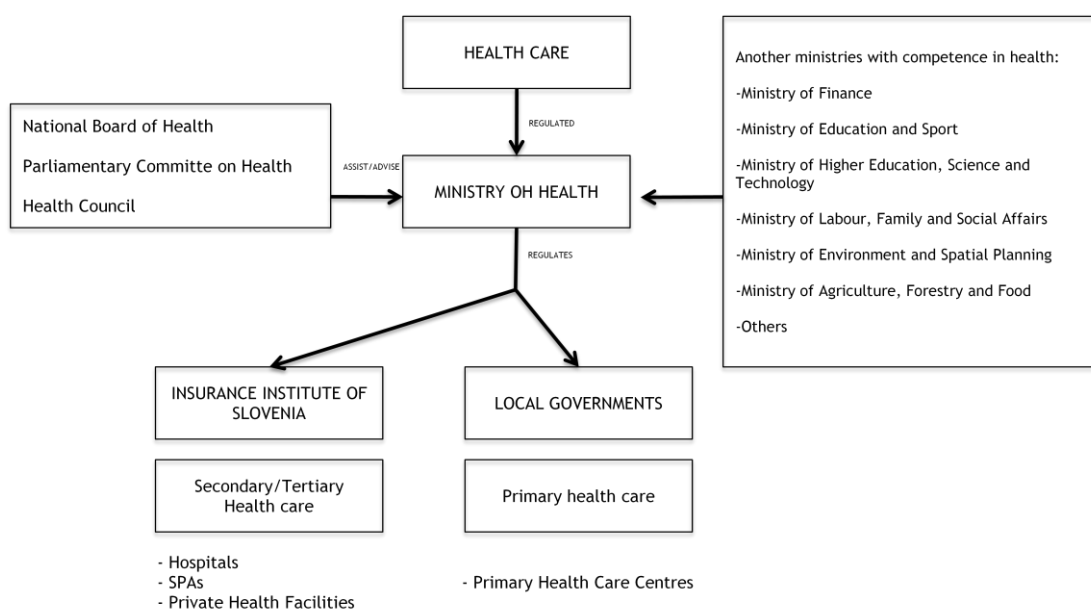 HEALTH CARE
REGULATED
National Board of Health
Parliamentary Committe on Health
Health Council
ASSIST/ADVISE
MINISTRY OH HEALTH
Another ministries with competence in health:
-Ministry of Finance
-Ministry of Education and Sport
-Ministry of Higher Education, Science and
Technology
-Ministry of Labour, Family and Social Affairs
-Ministry of Environment and Spatial Planning
-Ministry of Agriculture, Forestry and Food
-Others
REGULATES
INSURANCE INSTITUTE OF
SLOVENIA
Secondary/Tertiary
Health care
- Hospitals
- SPAs
- Private Health Facilities
LOCAL GOVERNMENTS
Primary health care
- Primary Health Care Centres